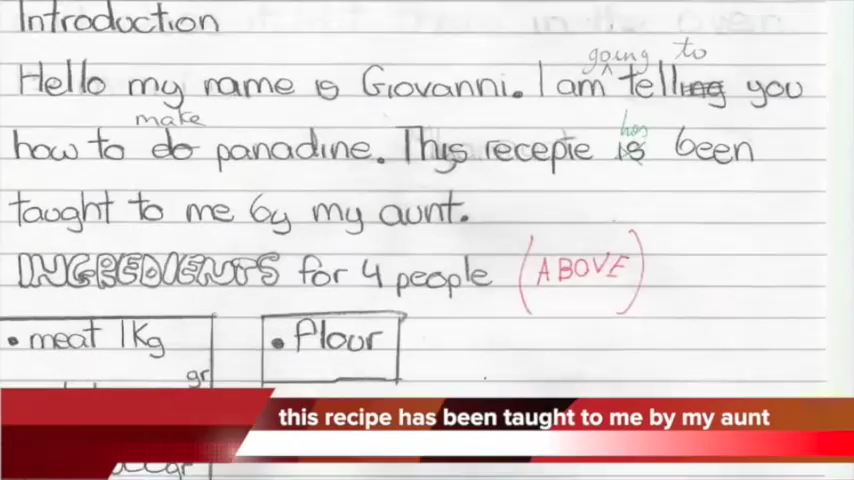 Introduction
going to
Hello my name is Giovanni. I am ^ telling you
make
has
how to do panadine. This recepie is been
taught to me by my aunt.
INGREDIENTS for 4 people (ABOVE)
• meat 1Kg
• flour
gr
this recipe has been taught to me by my aunt
gr